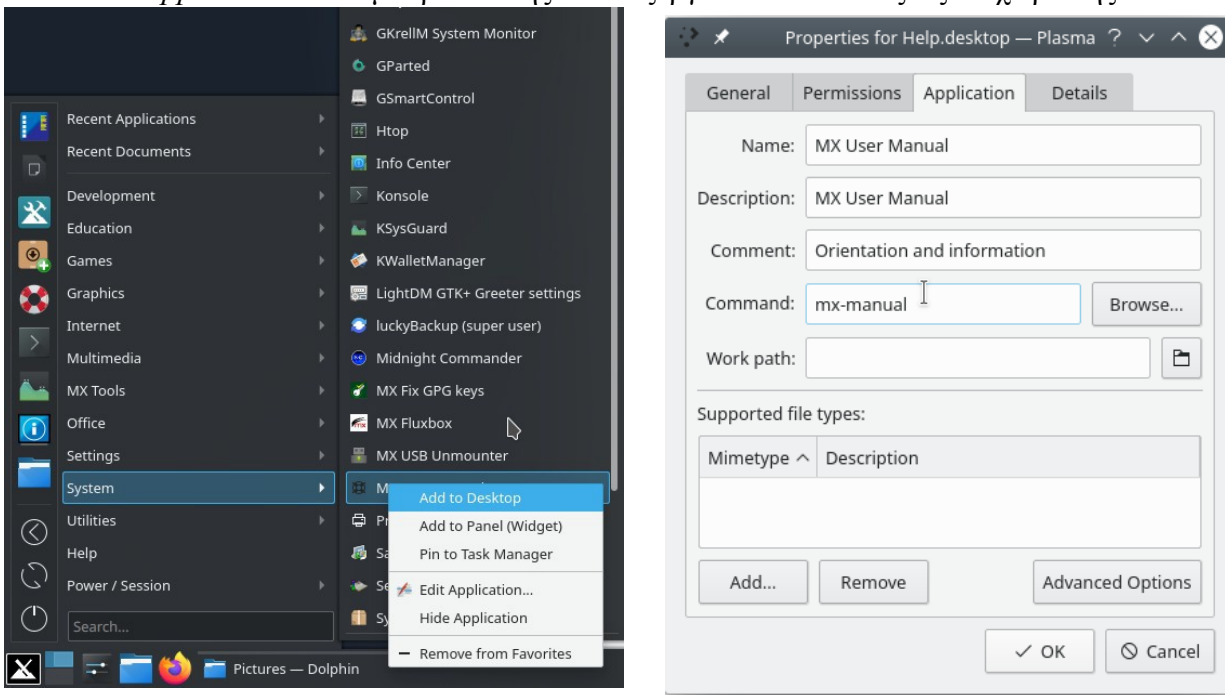 GKrellM System Monitor
GParted
GSmartControl
Htop
Info Center
Konsole
KSysGuard
KWalletManager
LightDM GTK+ Greeter settings
luckyBackup (super user)
Midnight Commander
MX Fix GPG keys
MX Fluxbox
MX USB Unmounter
Recent Applications
Recent Documents
Development
Education
Games
Graphics
Internet
Multimedia
MX Tools
Office
Settings
System
Utilities
Help
Power / Session
Search...
Add to Desktop
Add to Panel (Widget)
Pin to Task Manager
Edit Application...
Hide Application
Remove from Favorites
Pictures — Dolphin
Properties for Help.desktop — Plasma
General Permissions Application Details
Name: MX User Manual
Description: MX User Manual
Comment: Orientation and information
Command: mx-manual Browse...
Work path:
Supported file types:
Mimetype Description
Add... Remove Advanced Options
OK Cancel